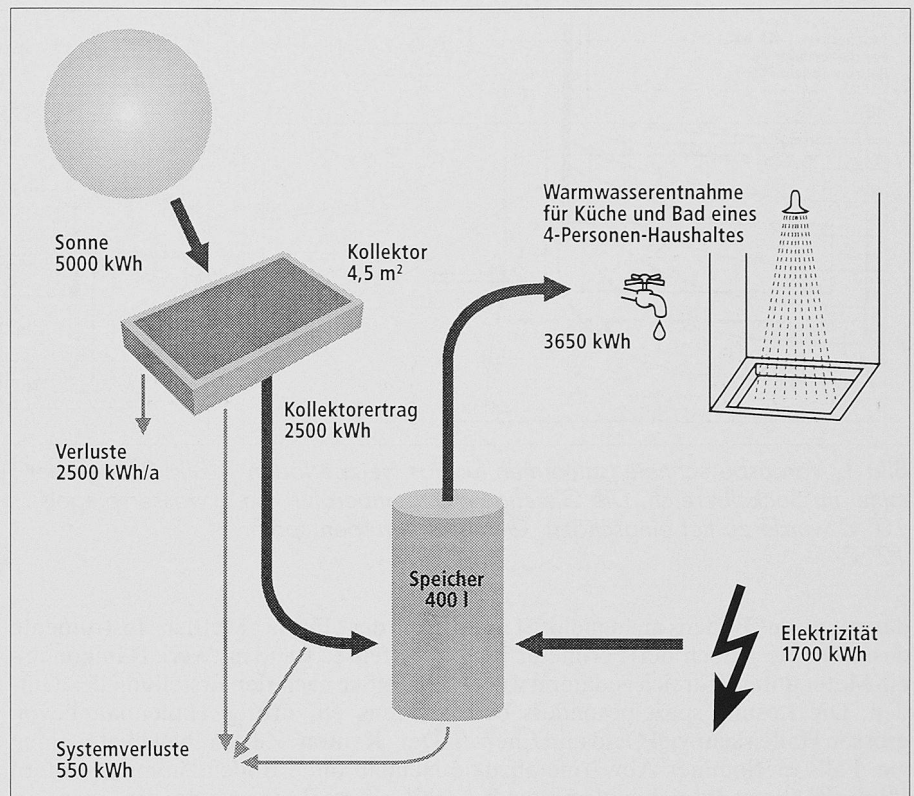 Warmwasserentnahme
für Küche und Bad eines
4-Personen-Haushaltes
Sonne
5000 kWh
Kollektor
4,5 m²
3650 kWh
Kollektorertrag
2500 kWh
Verluste
2500 kWh/a
Speicher
400 l
Elektrizität
1700 kWh
Systemverluste
550 kWh